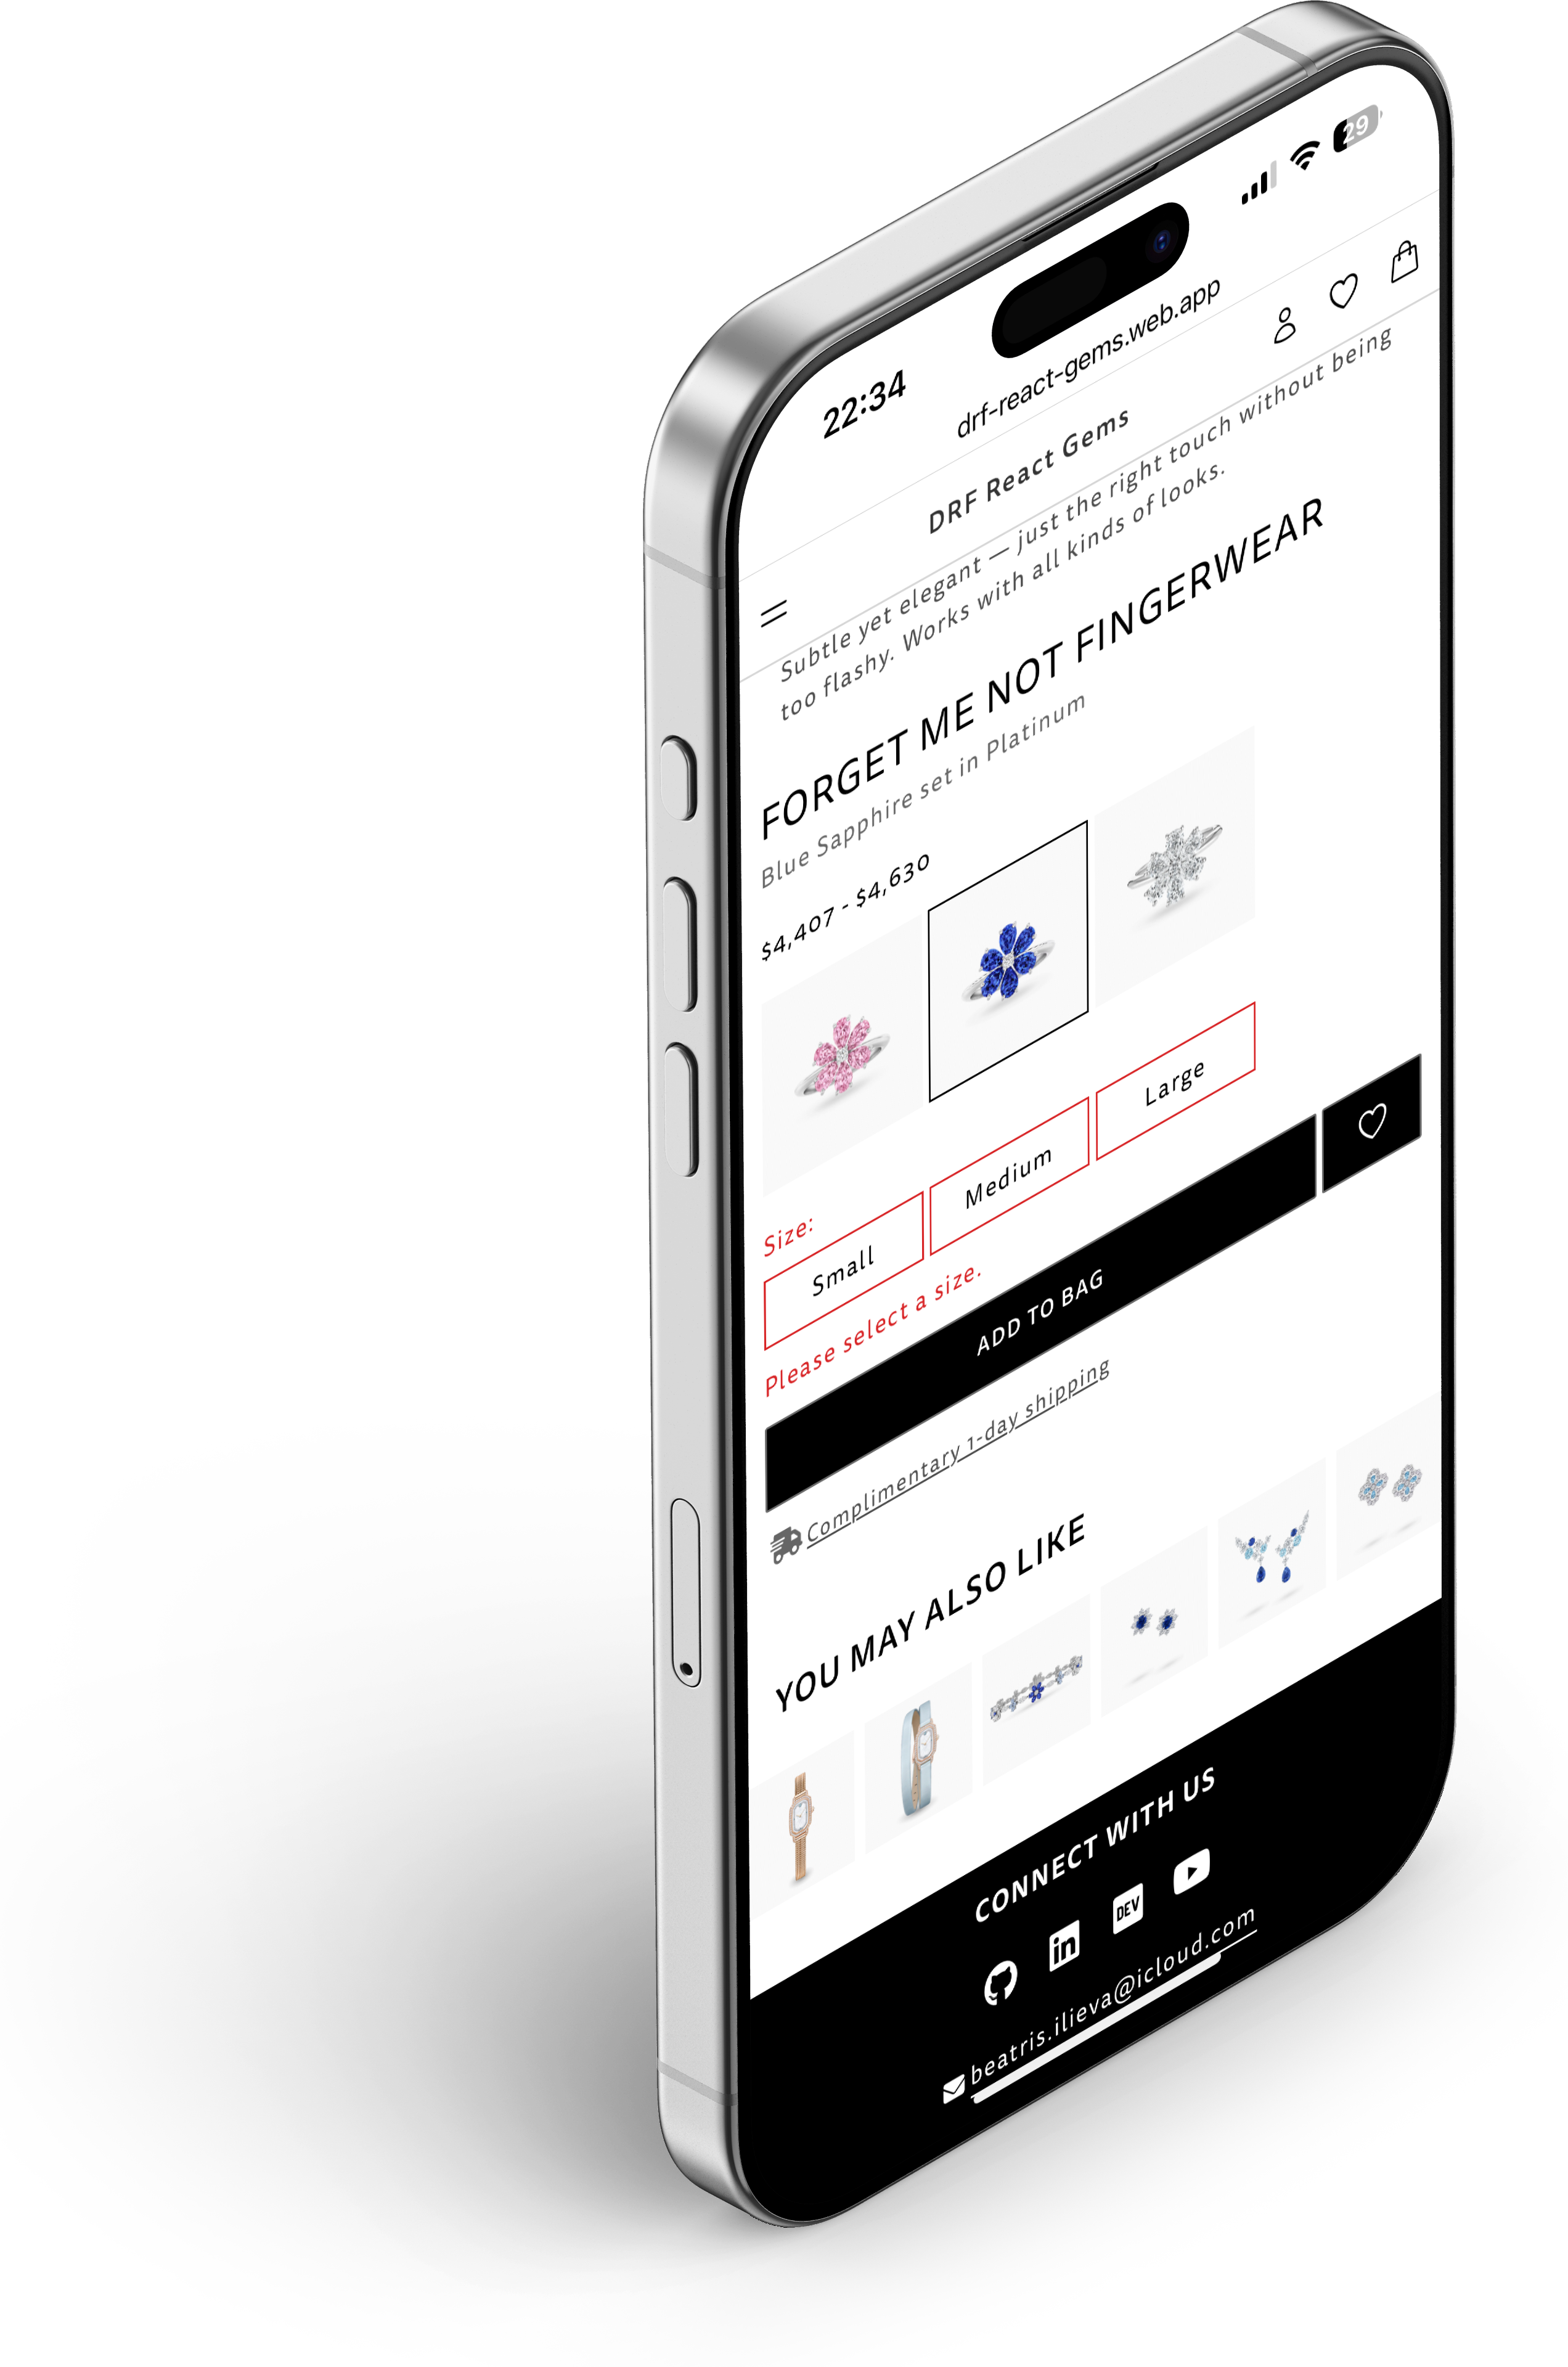 22:34
29
drf-react-gems.web.app
DRF React Gems
Subtle yet elegant — just the right touch without being
too flashy. Works with all kinds of looks.
FORGET ME NOT FINGERWEAR
Blue Sapphire set in Platinum
$4,407 - $4,630
Size:
Small
Medium
Large
Please select a size.
ADD TO BAG
Complimentary 1-day shipping
YOU MAY ALSO LIKE
CONNECT WITH US
in
DEV
beatris.ilieva@icloud.com